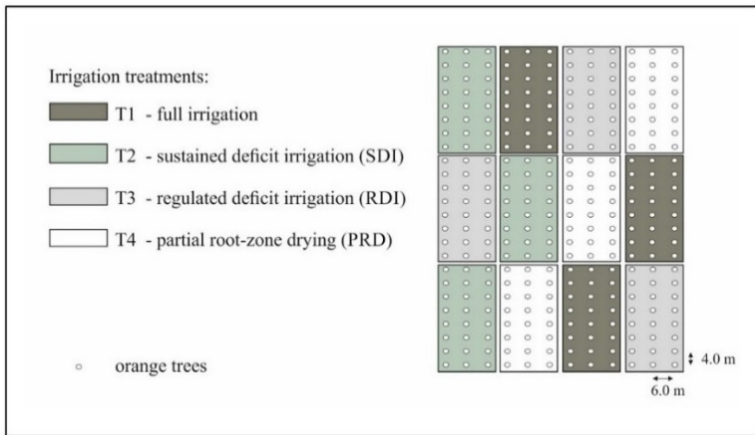 Irrigation treatments:
T1 - full irrigation
T2 - sustained deficit irrigation (SDI)
T3 - regulated deficit irrigation (RDI)
T4 - partial root-zone drying (PRD)
orange trees
4.0 m
6.0 m